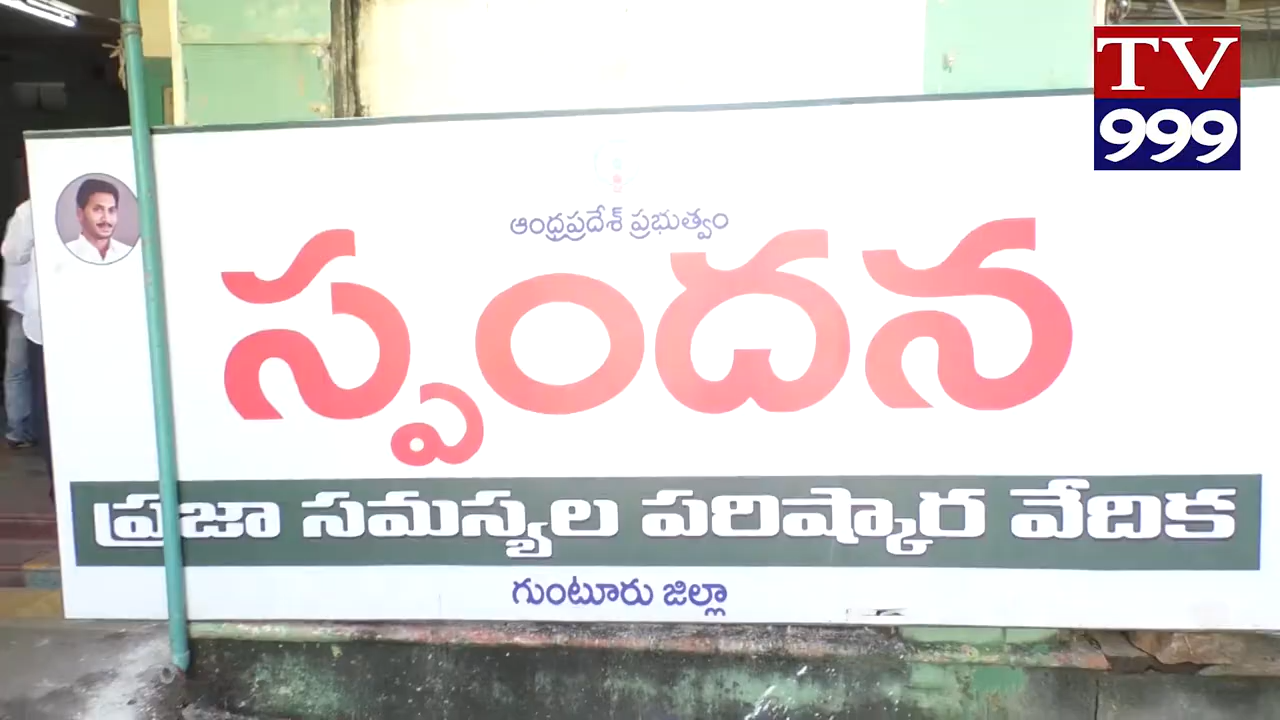 TV
999
ఆంధ్రప్రదేశ్ ప్రభుత్వం
స్పందన
ప్రజా సమస్యల పరిష్కార వేదిక
గుంటూరు జిల్లా